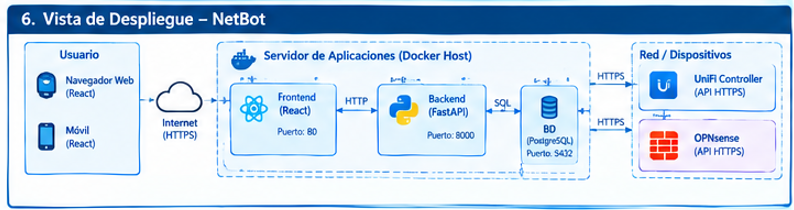 6. Vista de Despliegue – NetBot
Usuario
Navegador Web
(React)
Móvil
(React)
Internet
(HTTPS)
Servidor de Aplicaciones (Docker Host)
Frontend
(React)
Puerto: 80
HTTP
Backend
(FastAPI)
Puerto: 8000
SQL
BD
(PostgreSQL)
Puerto: 5432
HTTPS
HTTPS
Red / Dispositivos
UniFi Controller
(API HTTPS)
OPNsense
(API HTTPS)